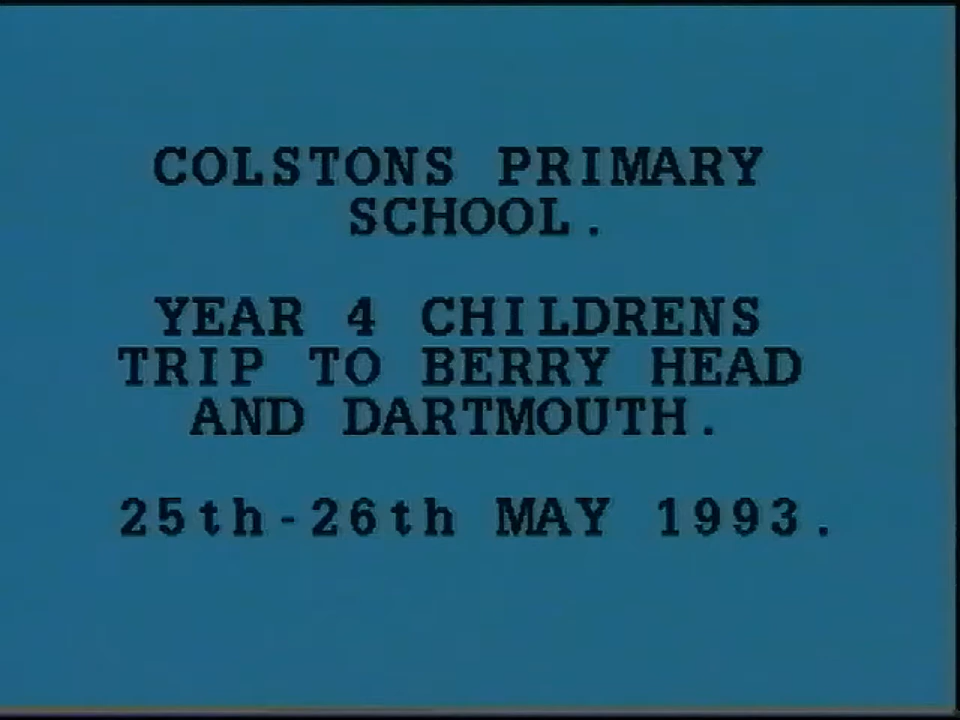 COLSTONS PRIMARY
SCHOOL.
YEAR 4 CHILDRENS
TRIP TO BERRY HEAD
AND DARTMOUTH.
25th-26th MAY 1993.